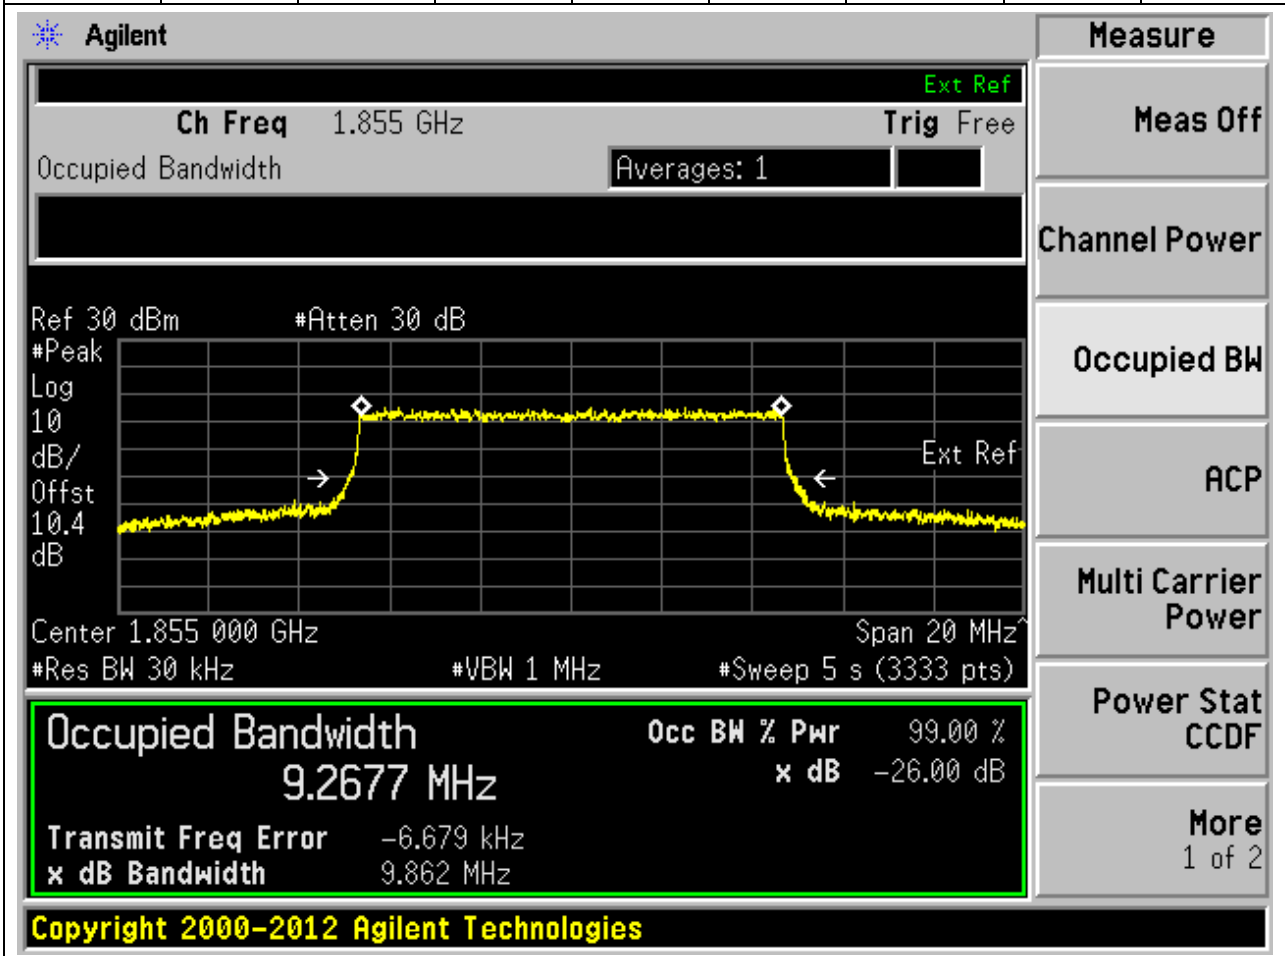 Agilent
Measure
Ext Ref
Ch Freq 1.855 GHz Trig Free
Meas Off
Occupied Bandwidth Averages: 1
Channel Power
Ref 30 dBm #Atten 30 dB
#Peak
Log
10
dB/
Offst
10.4
dB
Ext Ref
Occupied BW
ACP
Center 1.855 000 GHz Span 20 MHz^
#Res BW 30 kHz #VBW 1 MHz #Sweep 5 s (3333 pts)
Multi Carrier
Power
Occupied Bandwidth Occ BW % Pwr 99.00 %
9.2677 MHz x dB -26.00 dB
Transmit Freq Error -6.679 kHz
x dB Bandwidth 9.862 MHz
Power Stat
CCDF
More
1 of 2
Copyright 2000-2012 Agilent Technologies